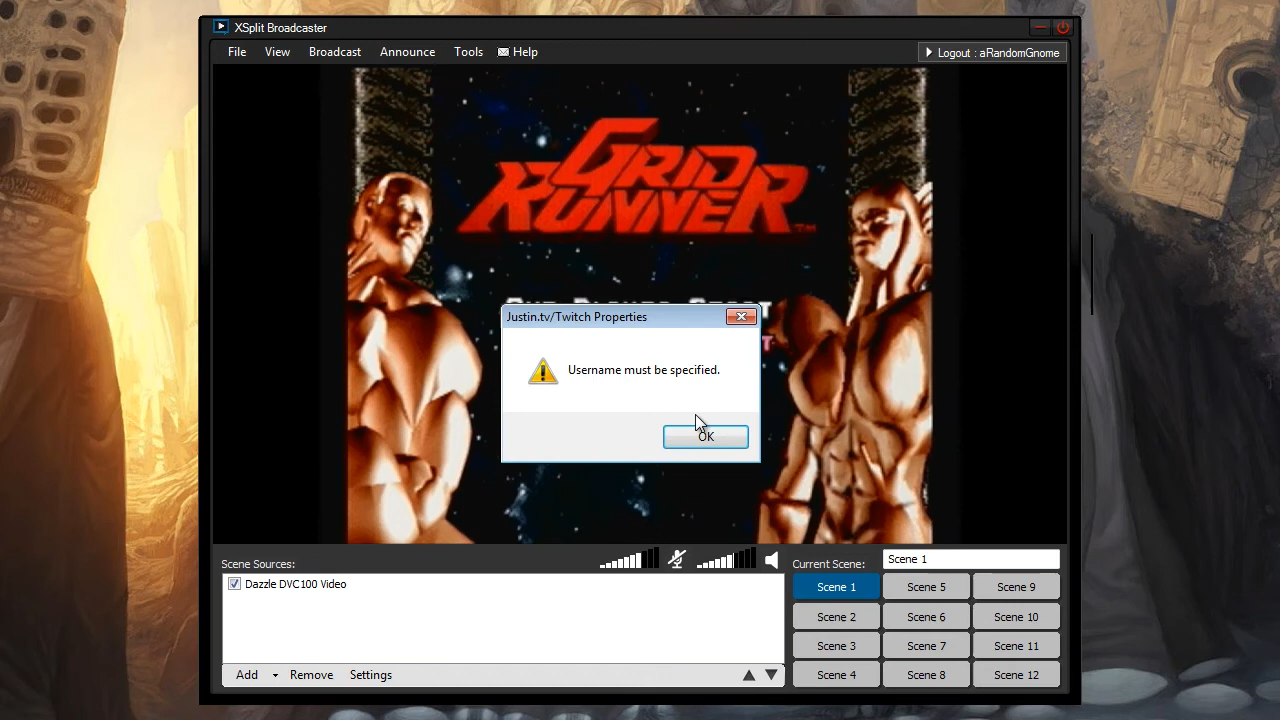 XSplit Broadcaster
File View Broadcast Announce Tools Help
Logout : aRandomGnome
GRID
RUNNER™
Justin.tv/Twitch Properties
Username must be specified.
OK
Scene Sources:
Dazzle DVC100 Video
Add Remove Settings
Current Scene: Scene 1
Scene 1 Scene 5 Scene 9
Scene 2 Scene 6 Scene 10
Scene 3 Scene 7 Scene 11
Scene 4 Scene 8 Scene 12